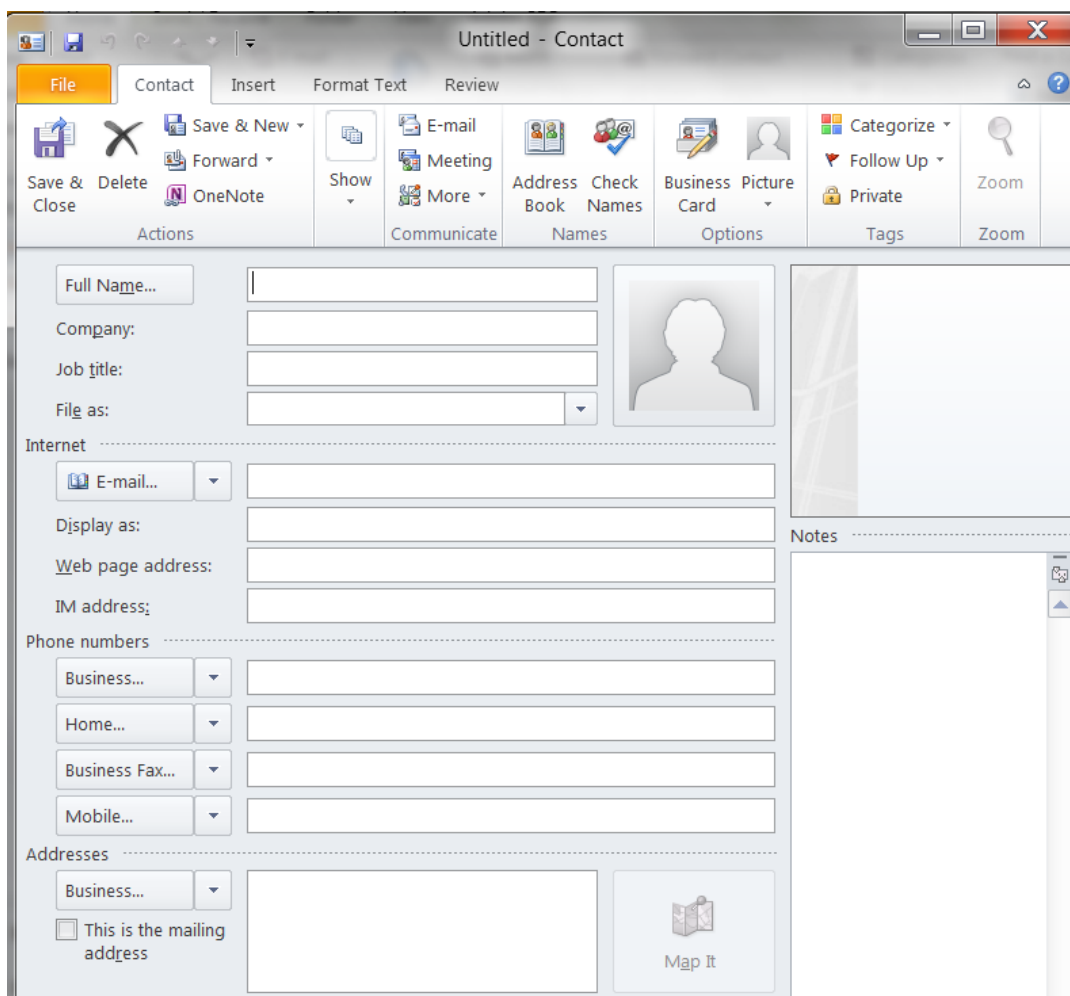 Untitled - Contact
File Contact Insert Format Text Review
Save & Close
Delete
Save & New
Forward
OneNote
Actions
Show
E-mail
Meeting
More
Communicate
Address Book
Check Names
Names
Business Card
Picture
Options
Categorize
Follow Up
Private
Tags
Zoom
Zoom
Full Name...
Company:
Job title:
File as:
Internet
E-mail...
Display as:
Web page address:
IM address:
Phone numbers
Business...
Home...
Business Fax...
Mobile...
Addresses
Business...
This is the mailing
address
Map It
Notes